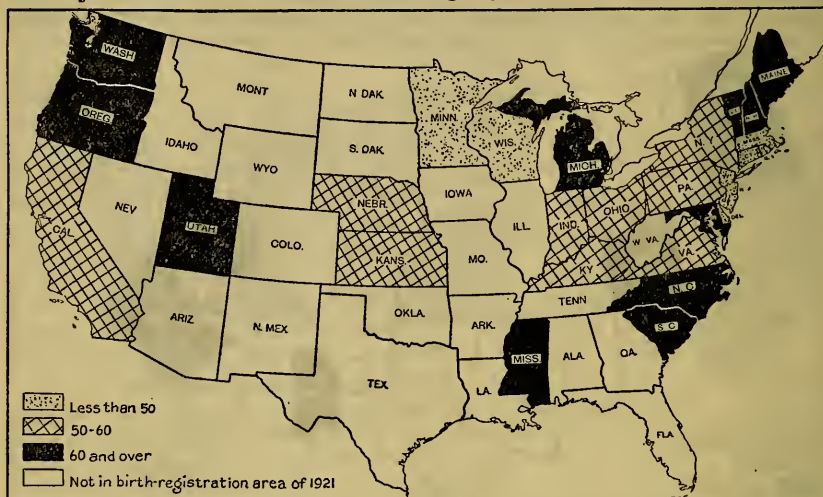 WASH
MONT
N. DAK.
MINN.
MAINE
OREG
IDAHO
S. DAK.
WIS.
MICH.
N.Y.
MASS
WYO
NEBR.
IOWA
PA.
NEV
UTAH
COLO.
KANS.
MO.
ILL.
IND.
OHIO
W. VA.
VA.
DEL
CAL.
KY
N. C
TENN
ARIZ
N. MEX.
OKLA.
ARK.
S C
MISS.
ALA.
GA.
TEX.
LA.
FLA.
Less than 50
50-60
60 and over
Not in birth-registration area of 1921